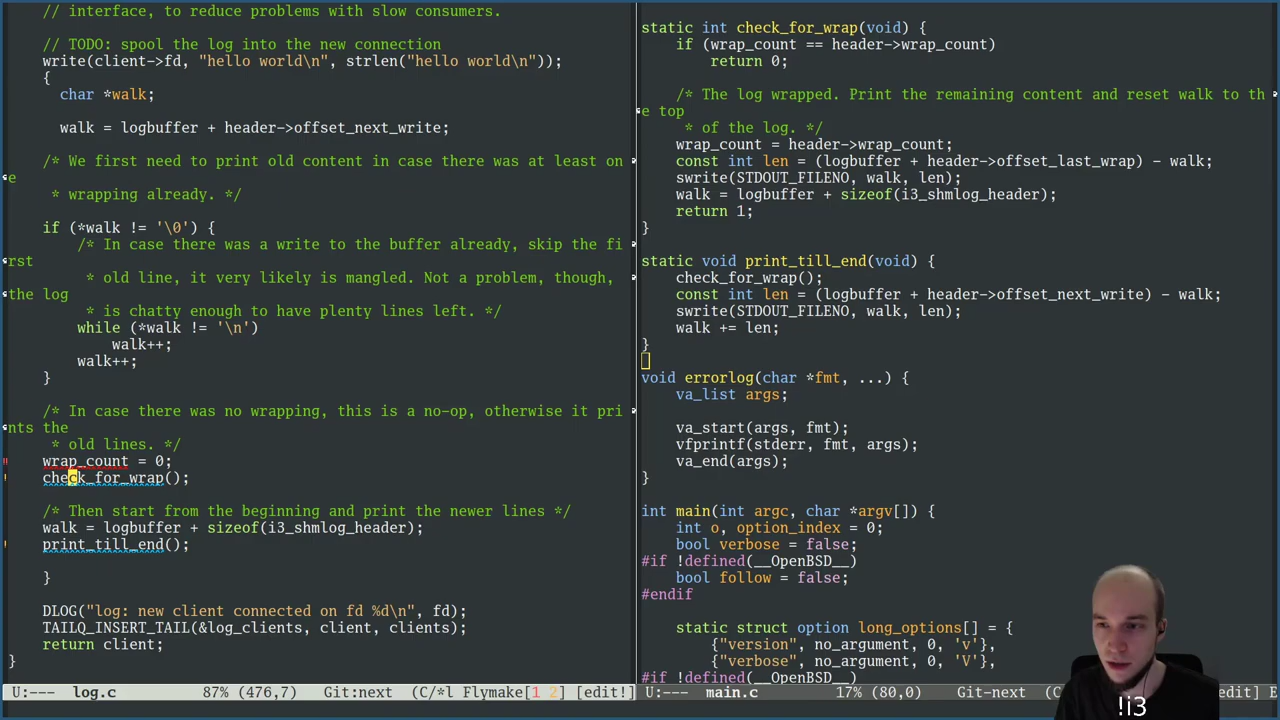 // interface, to reduce problems with slow consumers.
// TODO: spool the log into the new connection
write(client->fd, "hello world\n", strlen("hello world\n"));
{
char *walk;
walk = logbuffer + header->offset_next_write;
/* We first need to print old content in case there was at least on
e
* wrapping already. */
if (*walk != '\0') {
/* In case there was a write to the buffer already, skip the fi
rst
* old line, it very likely is mangled. Not a problem, though,
the log
* is chatty enough to have plenty lines left. */
while (*walk != '\n')
walk++;
walk++;
}
/* In case there was no wrapping, this is a no-op, otherwise it pri
nts the
* old lines. */
wrap_count = 0;
check_for_wrap();
/* Then start from the beginning and print the newer lines */
walk = logbuffer + sizeof(i3_shmlog_header);
print_till_end();
}
DLOG("log: new client connected on fd %d\n", fd);
TAILQ_INSERT_TAIL(&log_clients, client, clients);
return client;
}
U:--- log.c 87% (476,7) Git:next (C/*l Flymake[1 2] [edit!]
static int check_for_wrap(void) {
if (wrap_count == header->wrap_count)
return 0;
/* The log wrapped. Print the remaining content and reset walk to th
e top
* of the log. */
wrap_count = header->wrap_count;
const int len = (logbuffer + header->offset_last_wrap) - walk;
swrite(STDOUT_FILENO, walk, len);
walk = logbuffer + sizeof(i3_shmlog_header);
return 1;
}
static void print_till_end(void) {
check_for_wrap();
const int len = (logbuffer + header->offset_next_write) - walk;
swrite(STDOUT_FILENO, walk, len);
walk += len;
}
void errorlog(char *fmt, ...) {
va_list args;
va_start(args, fmt);
vfprintf(stderr, fmt, args);
va_end(args);
}
int main(int argc, char *argv[]) {
int o, option_index = 0;
bool verbose = false;
#if !defined(__OpenBSD__)
bool follow = false;
#endif
static struct option long_options[] = {
{"version", no_argument, 0, 'v'},
{"verbose", no_argument, 0, 'V'},
#if !defined(__OpenBSD__)
U:--- main.c 17% (80,0) Git-next (C edit] E
!i3